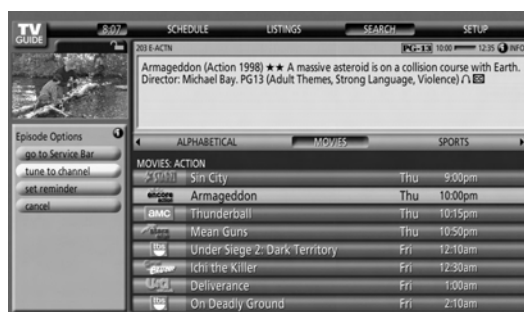 TV GUIDE
8:07
SCHEDULE LISTINGS SEARCH SETUP
203 E-ACTN PG-13 10:00 12:35 INFO
Armageddon (Action 1998) ★★ A massive asteroid is on a collision course with Earth.
Director: Michael Bay. PG13 (Adult Themes, Strong Language, Violence)
Episode Options
go to Service Bar
tune to channel
set reminder
cancel
ALPHABETICAL MOVIES SPORTS
MOVIES: ACTION
Sin City Thu 9:00pm
encore action Armageddon Thu 10:00pm
amc Thunderball Thu 10:15pm
Mean Guns Thu 10:50pm
tbs Under Siege 2: Dark Territory Fri 12:10am
Ichi the Killer Fri 12:30am
USA Deliverance Fri 1:00am
tbs On Deadly Ground Fri 2:10am